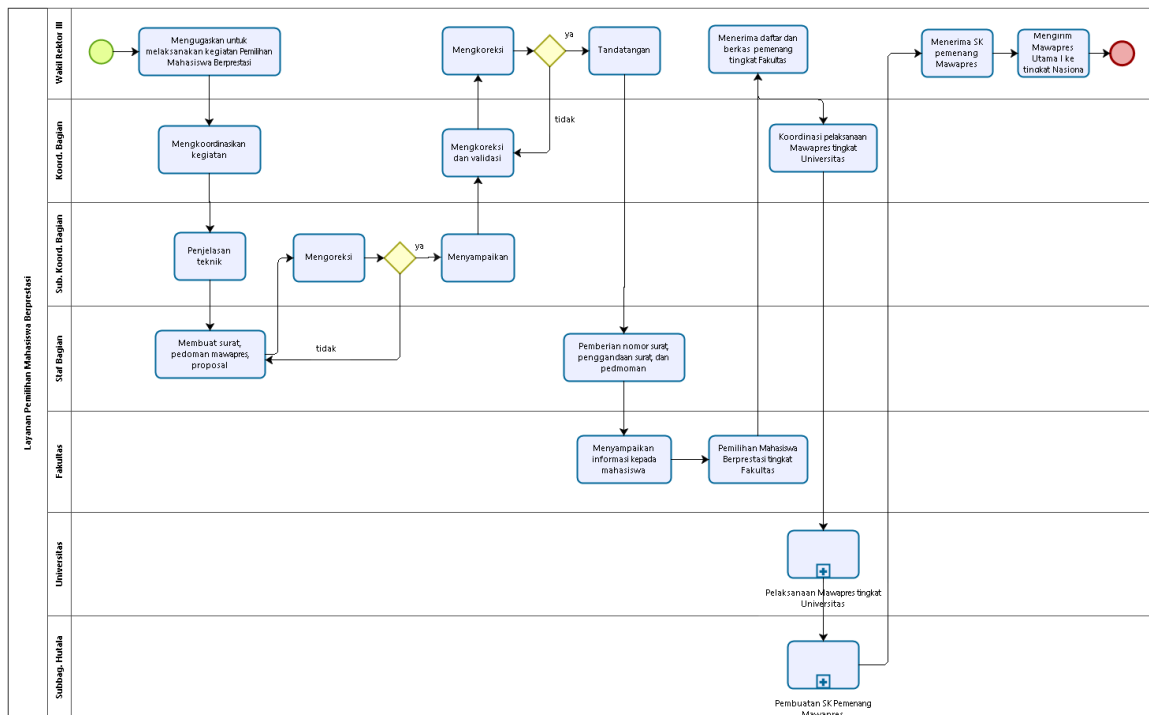 Layanan Pemilihan Mahasiswa Berprestasi
Wakil Rektor III
Mengugaskan untuk
melaksanakan kegiatan Pemilihan
Mahasiswa Berprestasi
Mengkoreksi
ya
Tandatangan
Menerima daftar dan
berkas pemenang
tingkat Fakultas
Menerima SK
pemenang
Mawapres
Mengirim
Mawapres
Utama I ke
tingkat Nasiona
tidak
Koord. Bagian
Mengkoordinasikan
kegiatan
Mengkoreksi
dan validasi
Koordinasi pelaksanaan
Mawapres tingkat
Universitas
Sub. Koord. Bagian
Penjelasan
teknik
Mengoreksi
ya
Menyampaikan
tidak
Staf Bagian
Membuat surat,
pedoman mawapres,
proposal
Pemberian nomor surat,
penggandaan surat, dan
pedmoman
Fakultas
Menyampaikan
informasi kepada
mahasiswa
Pemilihan Mahasiswa
Berprestasi tingkat
Fakultas
Universitas
Pelaksanaan Mawapres tingkat
Universitas
Subbag. Hutala
Pembuatan SK Pemenang
Mawapres